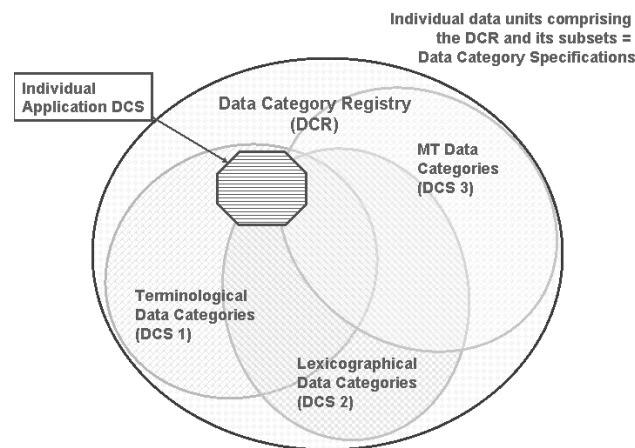 Individual data units comprising
the DCR and its subsets =
Data Category Specifications
Individual
Application DCS
Data Category Registry
(DCR)
MT Data
Categories
(DCS 3)
Terminological
Data Categories
(DCS 1)
Lexicographical
Data Categories
(DCS 2)